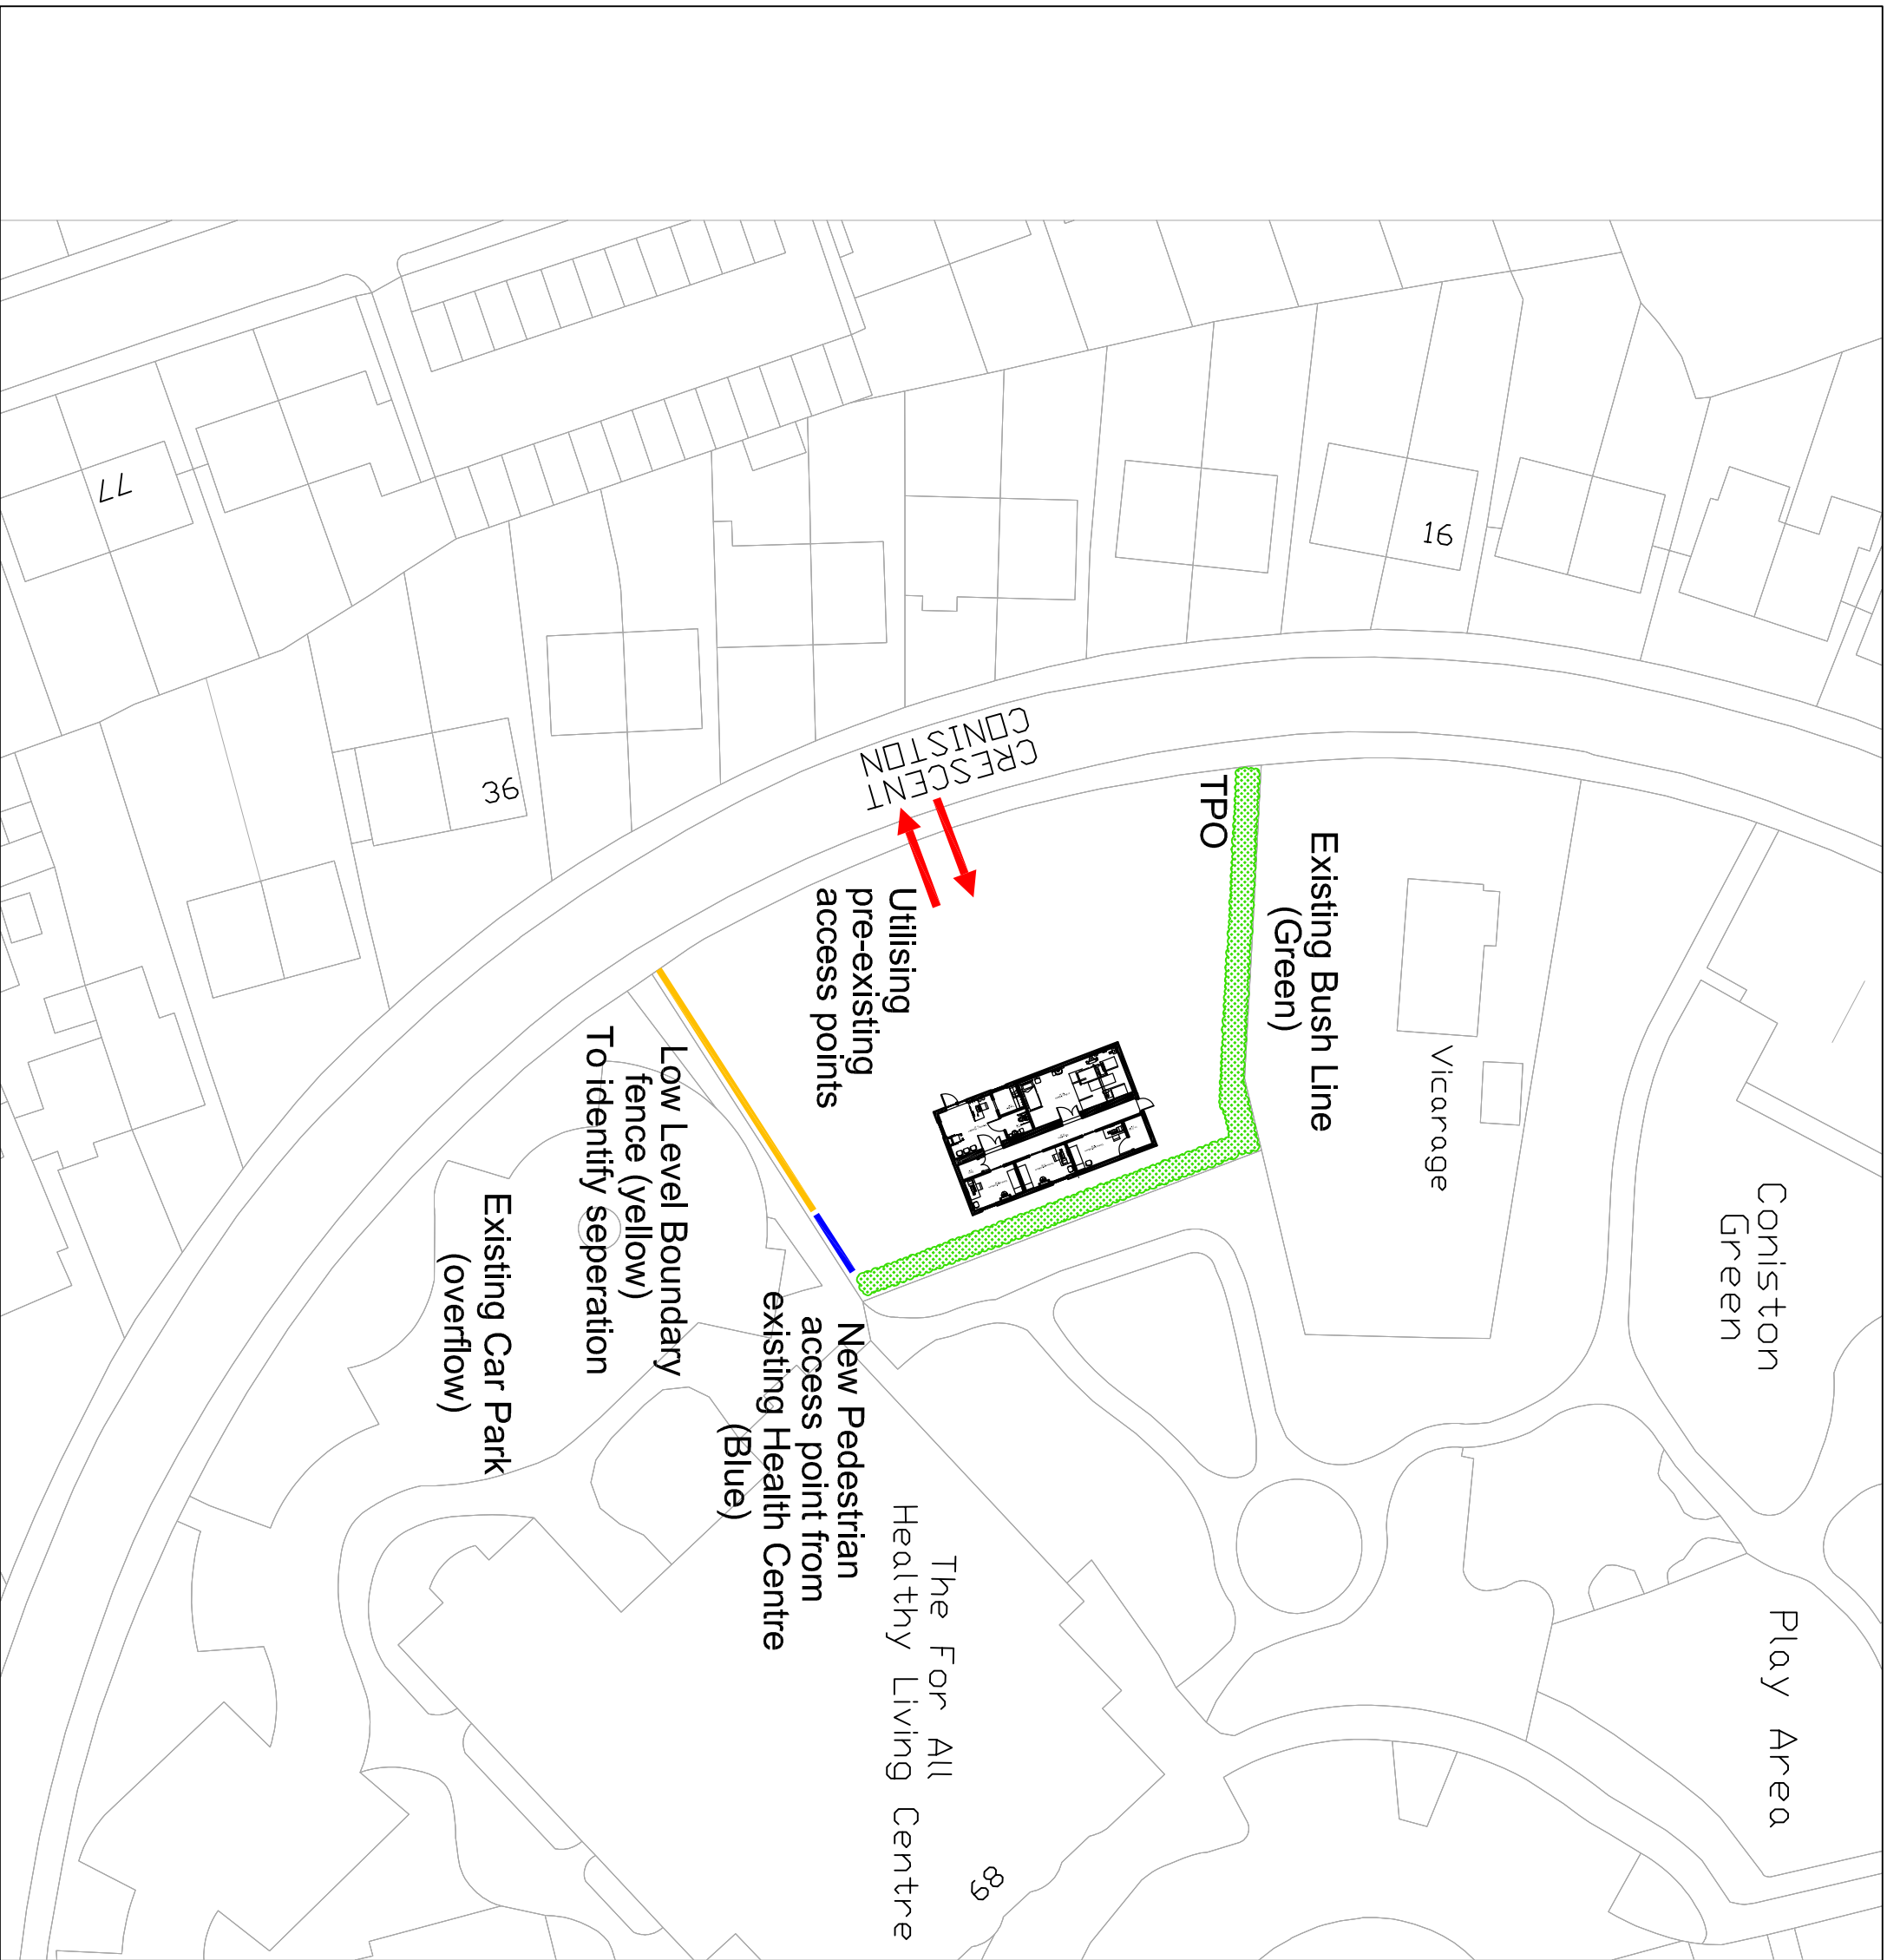 Coniston
Green
Play Area
Vicarage
16
Existing Bush Line
(Green)
TPO
CONISTON
CRESCENT
Utilising
pre-existing
access points
The For All
Healthy Living Centre
89
New Pedestrian
access point from
existing Health Centre
(Blue)
Low Level Boundary
fence (yellow)
To identify seperation
Existing Car Park
(overflow)
36
77